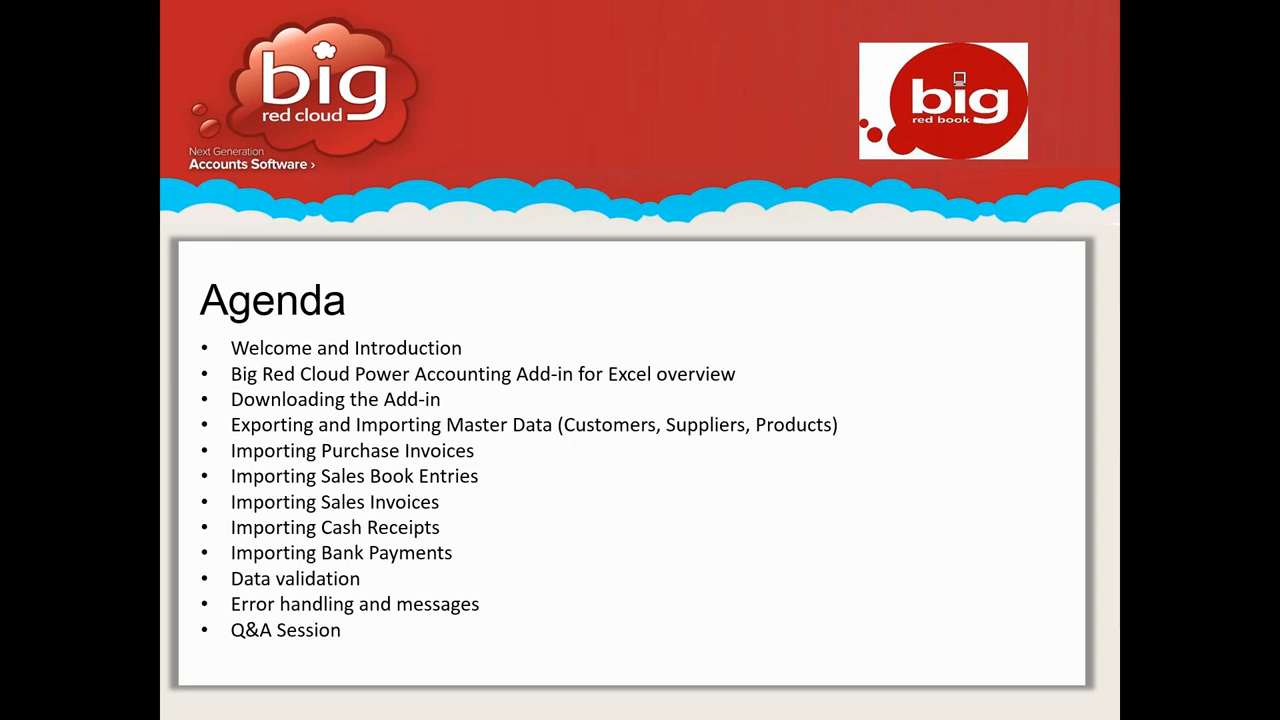 big
red cloud
Next Generation
Accounts Software ›
big
red book
Agenda
• Welcome and Introduction
• Big Red Cloud Power Accounting Add-in for Excel overview
• Downloading the Add-in
• Exporting and Importing Master Data (Customers, Suppliers, Products)
• Importing Purchase Invoices
• Importing Sales Book Entries
• Importing Sales Invoices
• Importing Cash Receipts
• Importing Bank Payments
• Data validation
• Error handling and messages
• Q&A Session